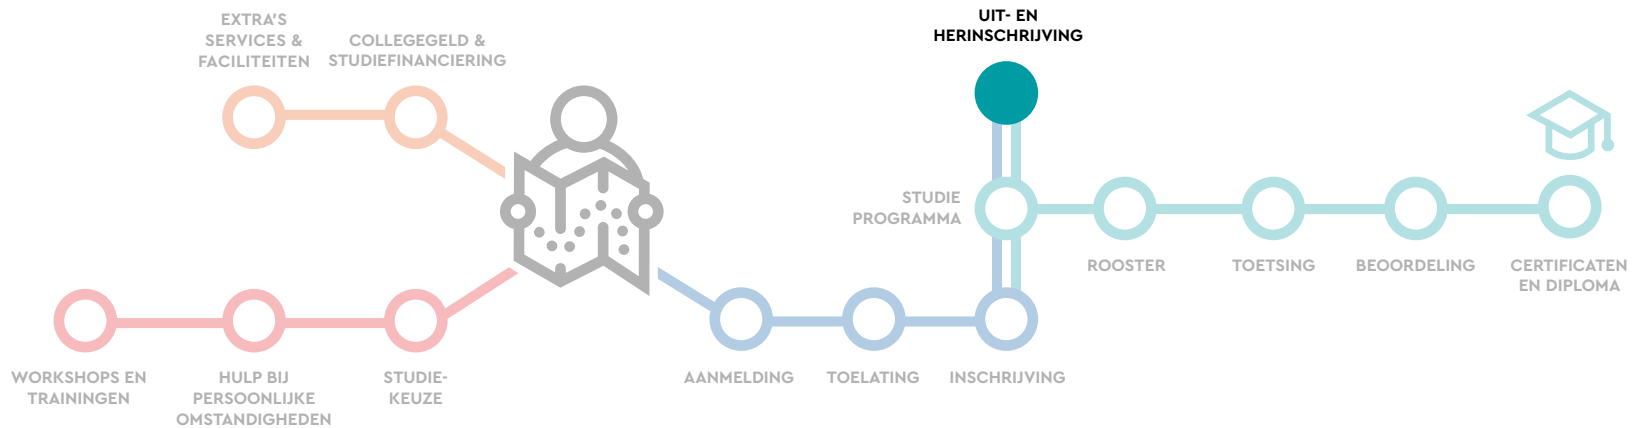 EXTRA'S
SERVICES &
FACILITEITEN
COLLEGEGELD &
STUDIEFINANCIERING
UIT- EN
HERINSCHRIJVING
STUDIE
PROGRAMMA
ROOSTER
TOETSING
BEOORDELING
CERTIFICATEN
EN DIPLOMA
WORKSHOPS EN
TRAININGEN
HULP BIJ
PERSOONLIJKE
OMSTANDIGHEDEN
STUDIE-
KEUZE
AANMELDING
TOELATING
INSCHRIJVING